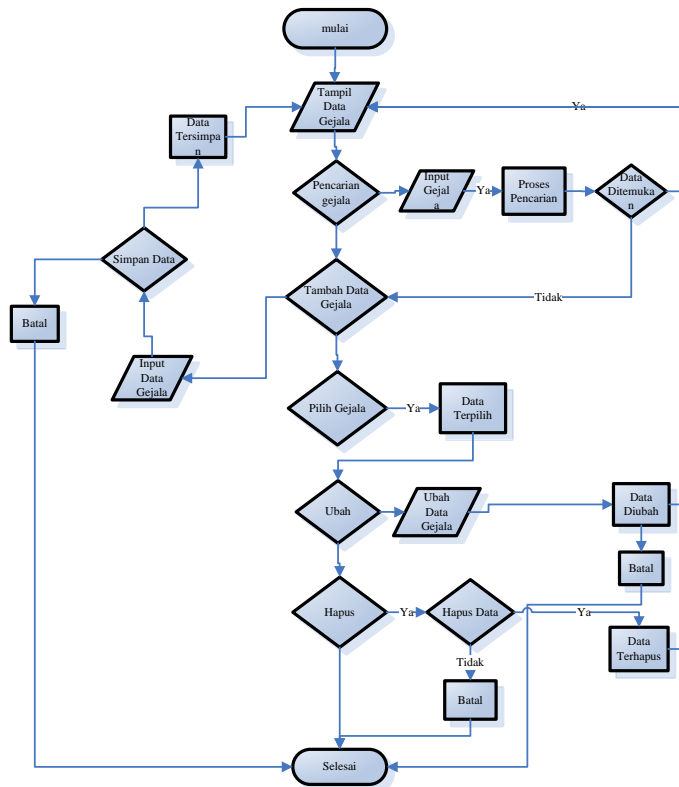 mulai
Tampil
Data
Gejala
Ya
Data
Tersimpa
n
Pencarian
gejala
Input
Gejal
a
Ya
Proses
Pencarian
Data
Ditemuka
n
Simpan Data
Tambah Data
Gejala
Tidak
Batal
Input
Data
Gejala
Pilih Gejala
Ya
Data
Terpilih
Ubah
Ubah
Data
Gejala
Data
Diubah
Batal
Hapus
Ya
Hapus Data
Ya
Data
Terhapus
Tidak
Batal
Selesai